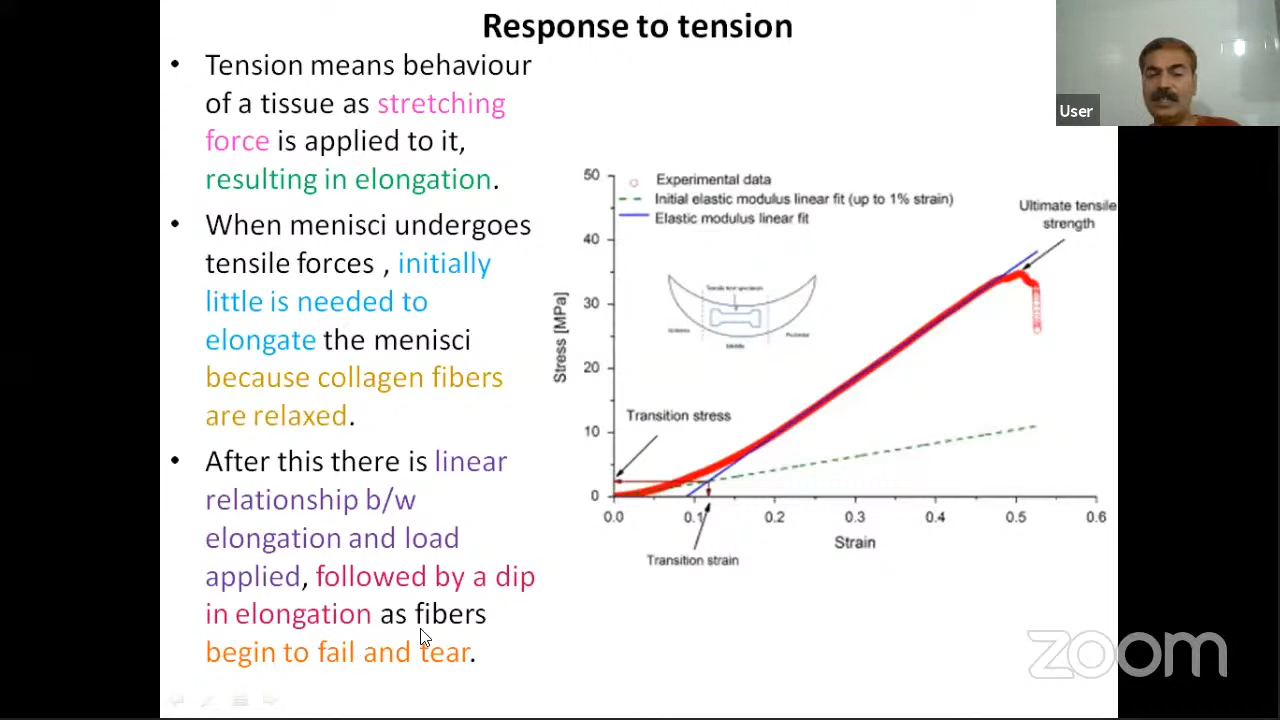 Response to tension
• Tension means behaviour
of a tissue as stretching
force is applied to it,
resulting in elongation.
• When menisci undergoes
tensile forces , initially
little is needed to
elongate the menisci
because collagen fibers
are relaxed.
• After this there is linear
relationship b/w
elongation and load
applied, followed by a dip
in elongation as fibers
begin to fail and tear.
User
Experimental data
Initial elastic modulus linear fit (up to 1% strain)
Elastic modulus linear fit
Ultimate tensile
strength
Tensile test specimen
Middle
Posterior
Transition stress
Transition strain
Stress [MPa]
50
40
30
20
10
0
0.0
0.1
0.2
0.3
0.4
0.5
0.6
Strain
zoom